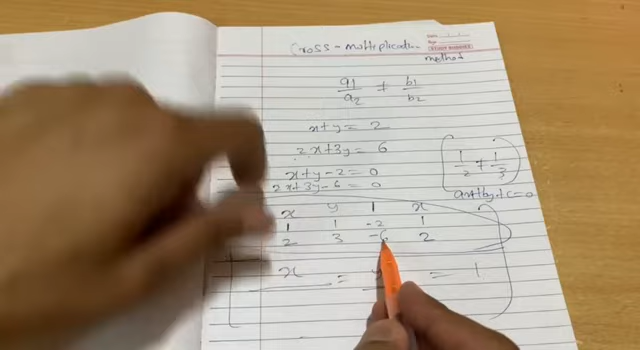 Cross-multiplication method
a1/a2 ≠ b1/b2
x+y=2
2x+3y=6
x+y-2=0
2x+3y-6=0
1/2 ≠ 1/3
ax+by+c=0
x y 1 x
1 1 -2 1
2 3 -6 2
x = = 1